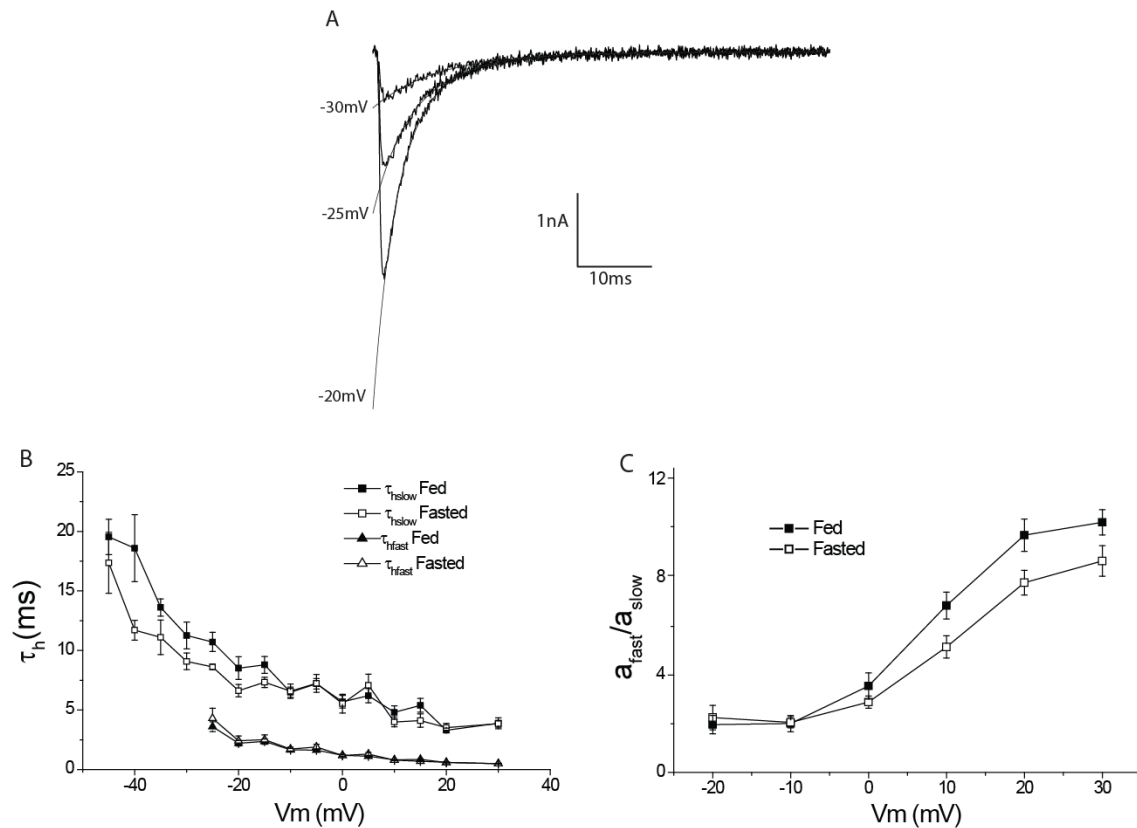 A
-30mV
-25mV
-20mV
1nA
10ms
B
25
20
15
10
5
0
τhslow Fed
τhslow Fasted
τhfast Fed
τhfast Fasted
τh(ms)
-40 -20 0 20 40
Vm (mV)
C
12
8
4
0
Fed
Fasted
afast/aslow
-20 -10 0 10 20 30
Vm (mV)